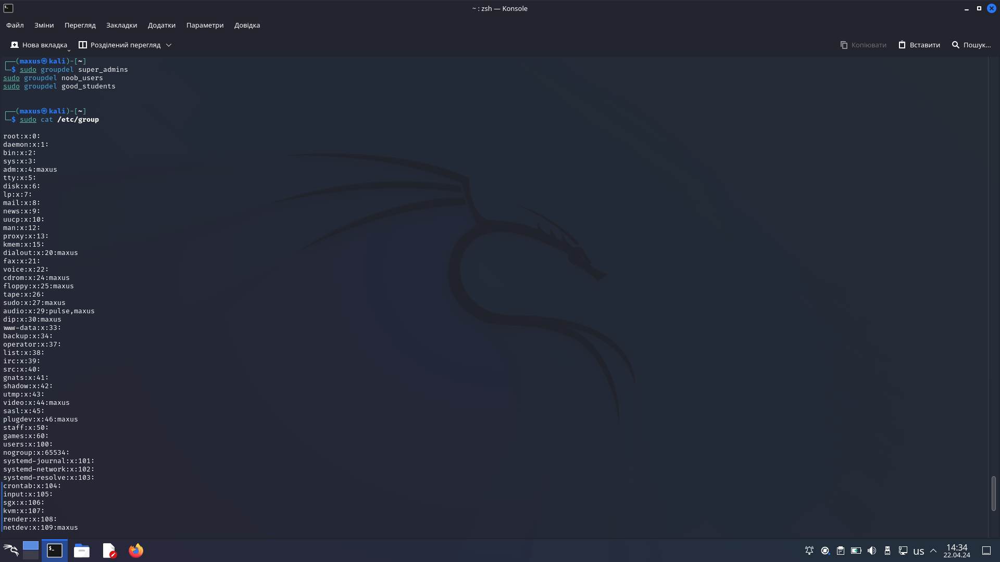 ~ : zsh — Konsole
Файл Зміни Перегляд Закладки Додатки Параметри Довідка
Нова вкладка Розділений перегляд Копіювати Вставити Пошук...
┌──(maxus㉿kali)-[~]
└─$ sudo groupdel super_admins
sudo groupdel noob_users
sudo groupdel good_students
┌──(maxus㉿kali)-[~]
└─$ sudo cat /etc/group
root:x:0:
daemon:x:1:
bin:x:2:
sys:x:3:
adm:x:4:maxus
tty:x:5:
disk:x:6:
lp:x:7:
mail:x:8:
news:x:9:
uucp:x:10:
man:x:12:
proxy:x:13:
kmem:x:15:
dialout:x:20:maxus
fax:x:21:
voice:x:22:
cdrom:x:24:maxus
floppy:x:25:maxus
tape:x:26:
sudo:x:27:maxus
audio:x:29:pulse,maxus
dip:x:30:maxus
www-data:x:33:
backup:x:34:
operator:x:37:
list:x:38:
irc:x:39:
src:x:40:
gnats:x:41:
shadow:x:42:
utmp:x:43:
video:x:44:maxus
sasl:x:45:
plugdev:x:46:maxus
staff:x:50:
games:x:60:
users:x:100:
nogroup:x:65534:
systemd-journal:x:101:
systemd-network:x:102:
systemd-resolve:x:103:
crontab:x:104:
input:x:105:
sgx:x:106:
kvm:x:107:
render:x:108:
netdev:x:109:maxus
us 14:34
22.04.24